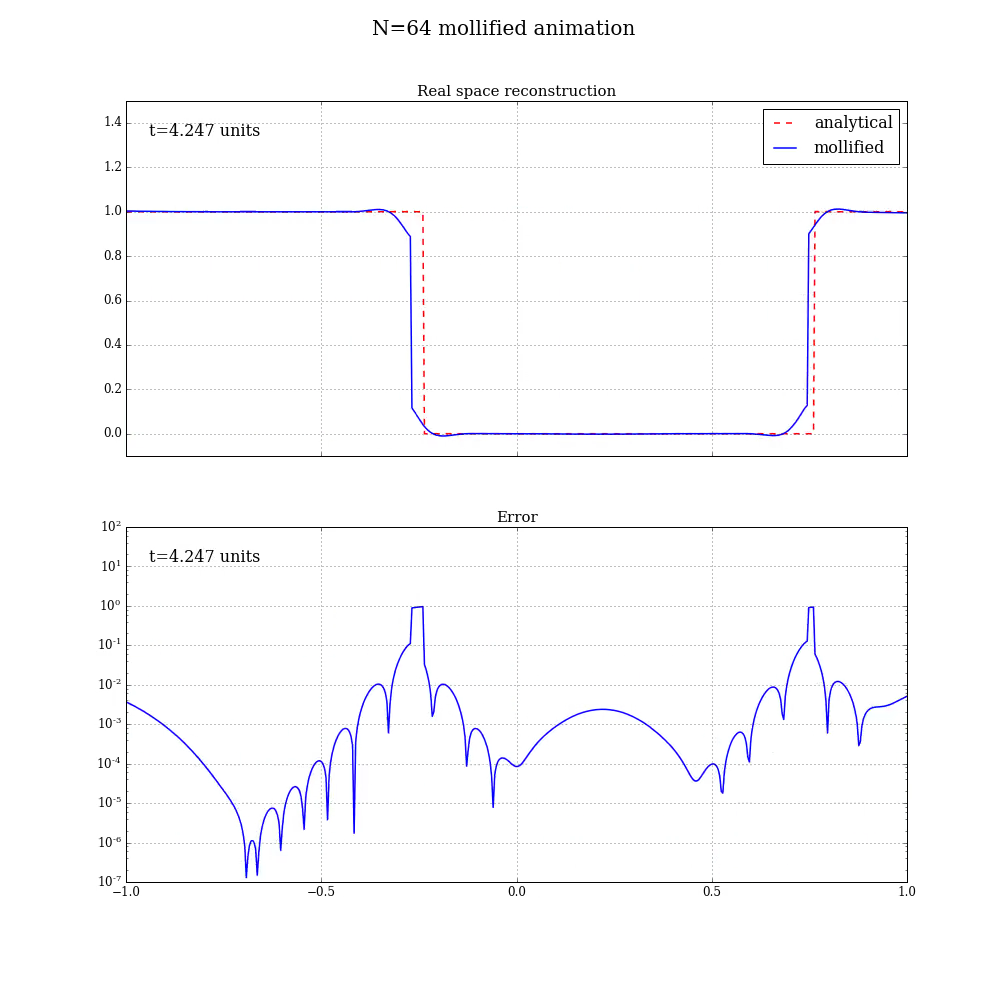 N=64 mollified animation
Real space reconstruction
t=4.247 units
analytical
mollified
1.4
1.2
1.0
0.8
0.6
0.4
0.2
0.0
Error
t=4.247 units
10²
10¹
10⁰
10⁻¹
10⁻²
10⁻³
10⁻⁴
10⁻⁵
10⁻⁶
10⁻⁷
−1.0 −0.5 0.0 0.5 1.0